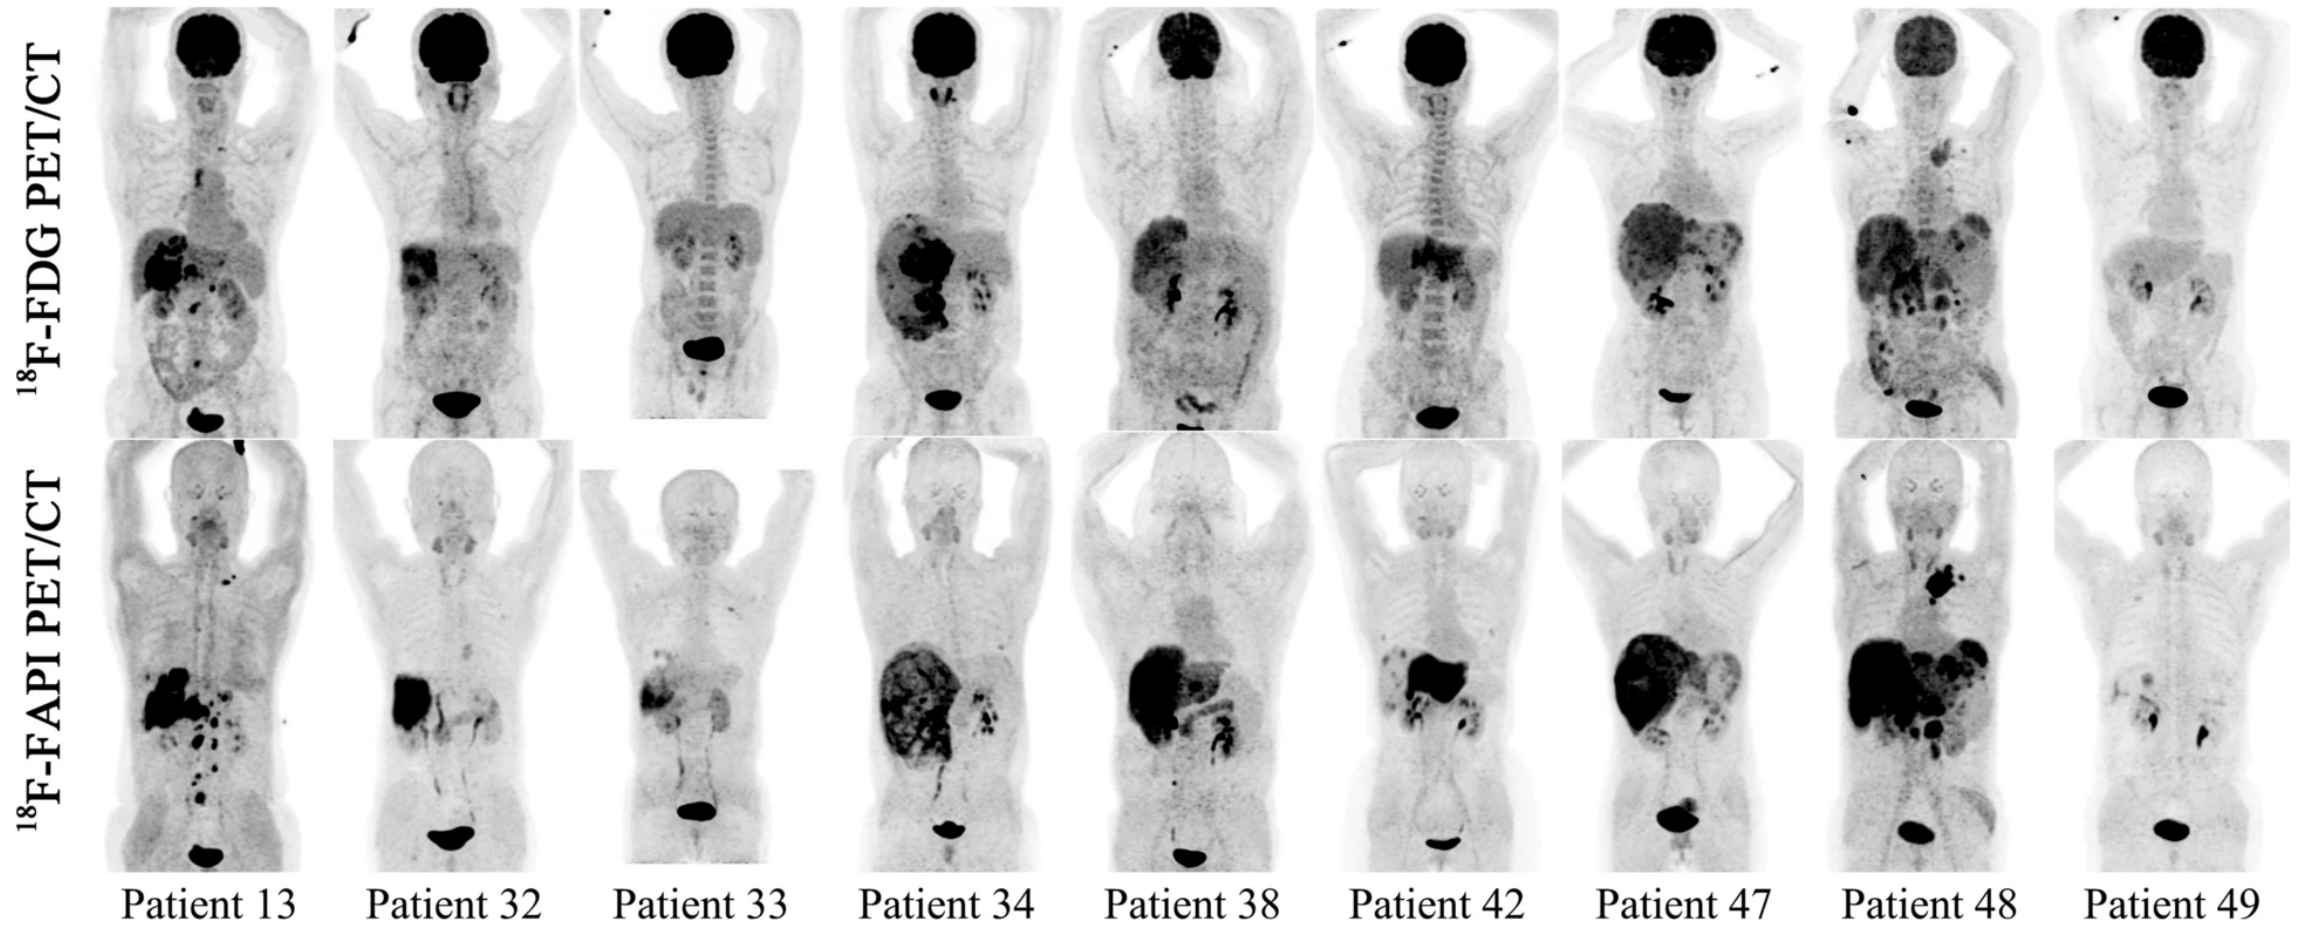 ¹⁸F-FDG PET/CT
¹⁸F-FAPI PET/CT
Patient 13 Patient 32 Patient 33 Patient 34 Patient 38 Patient 42 Patient 47 Patient 48 Patient 49